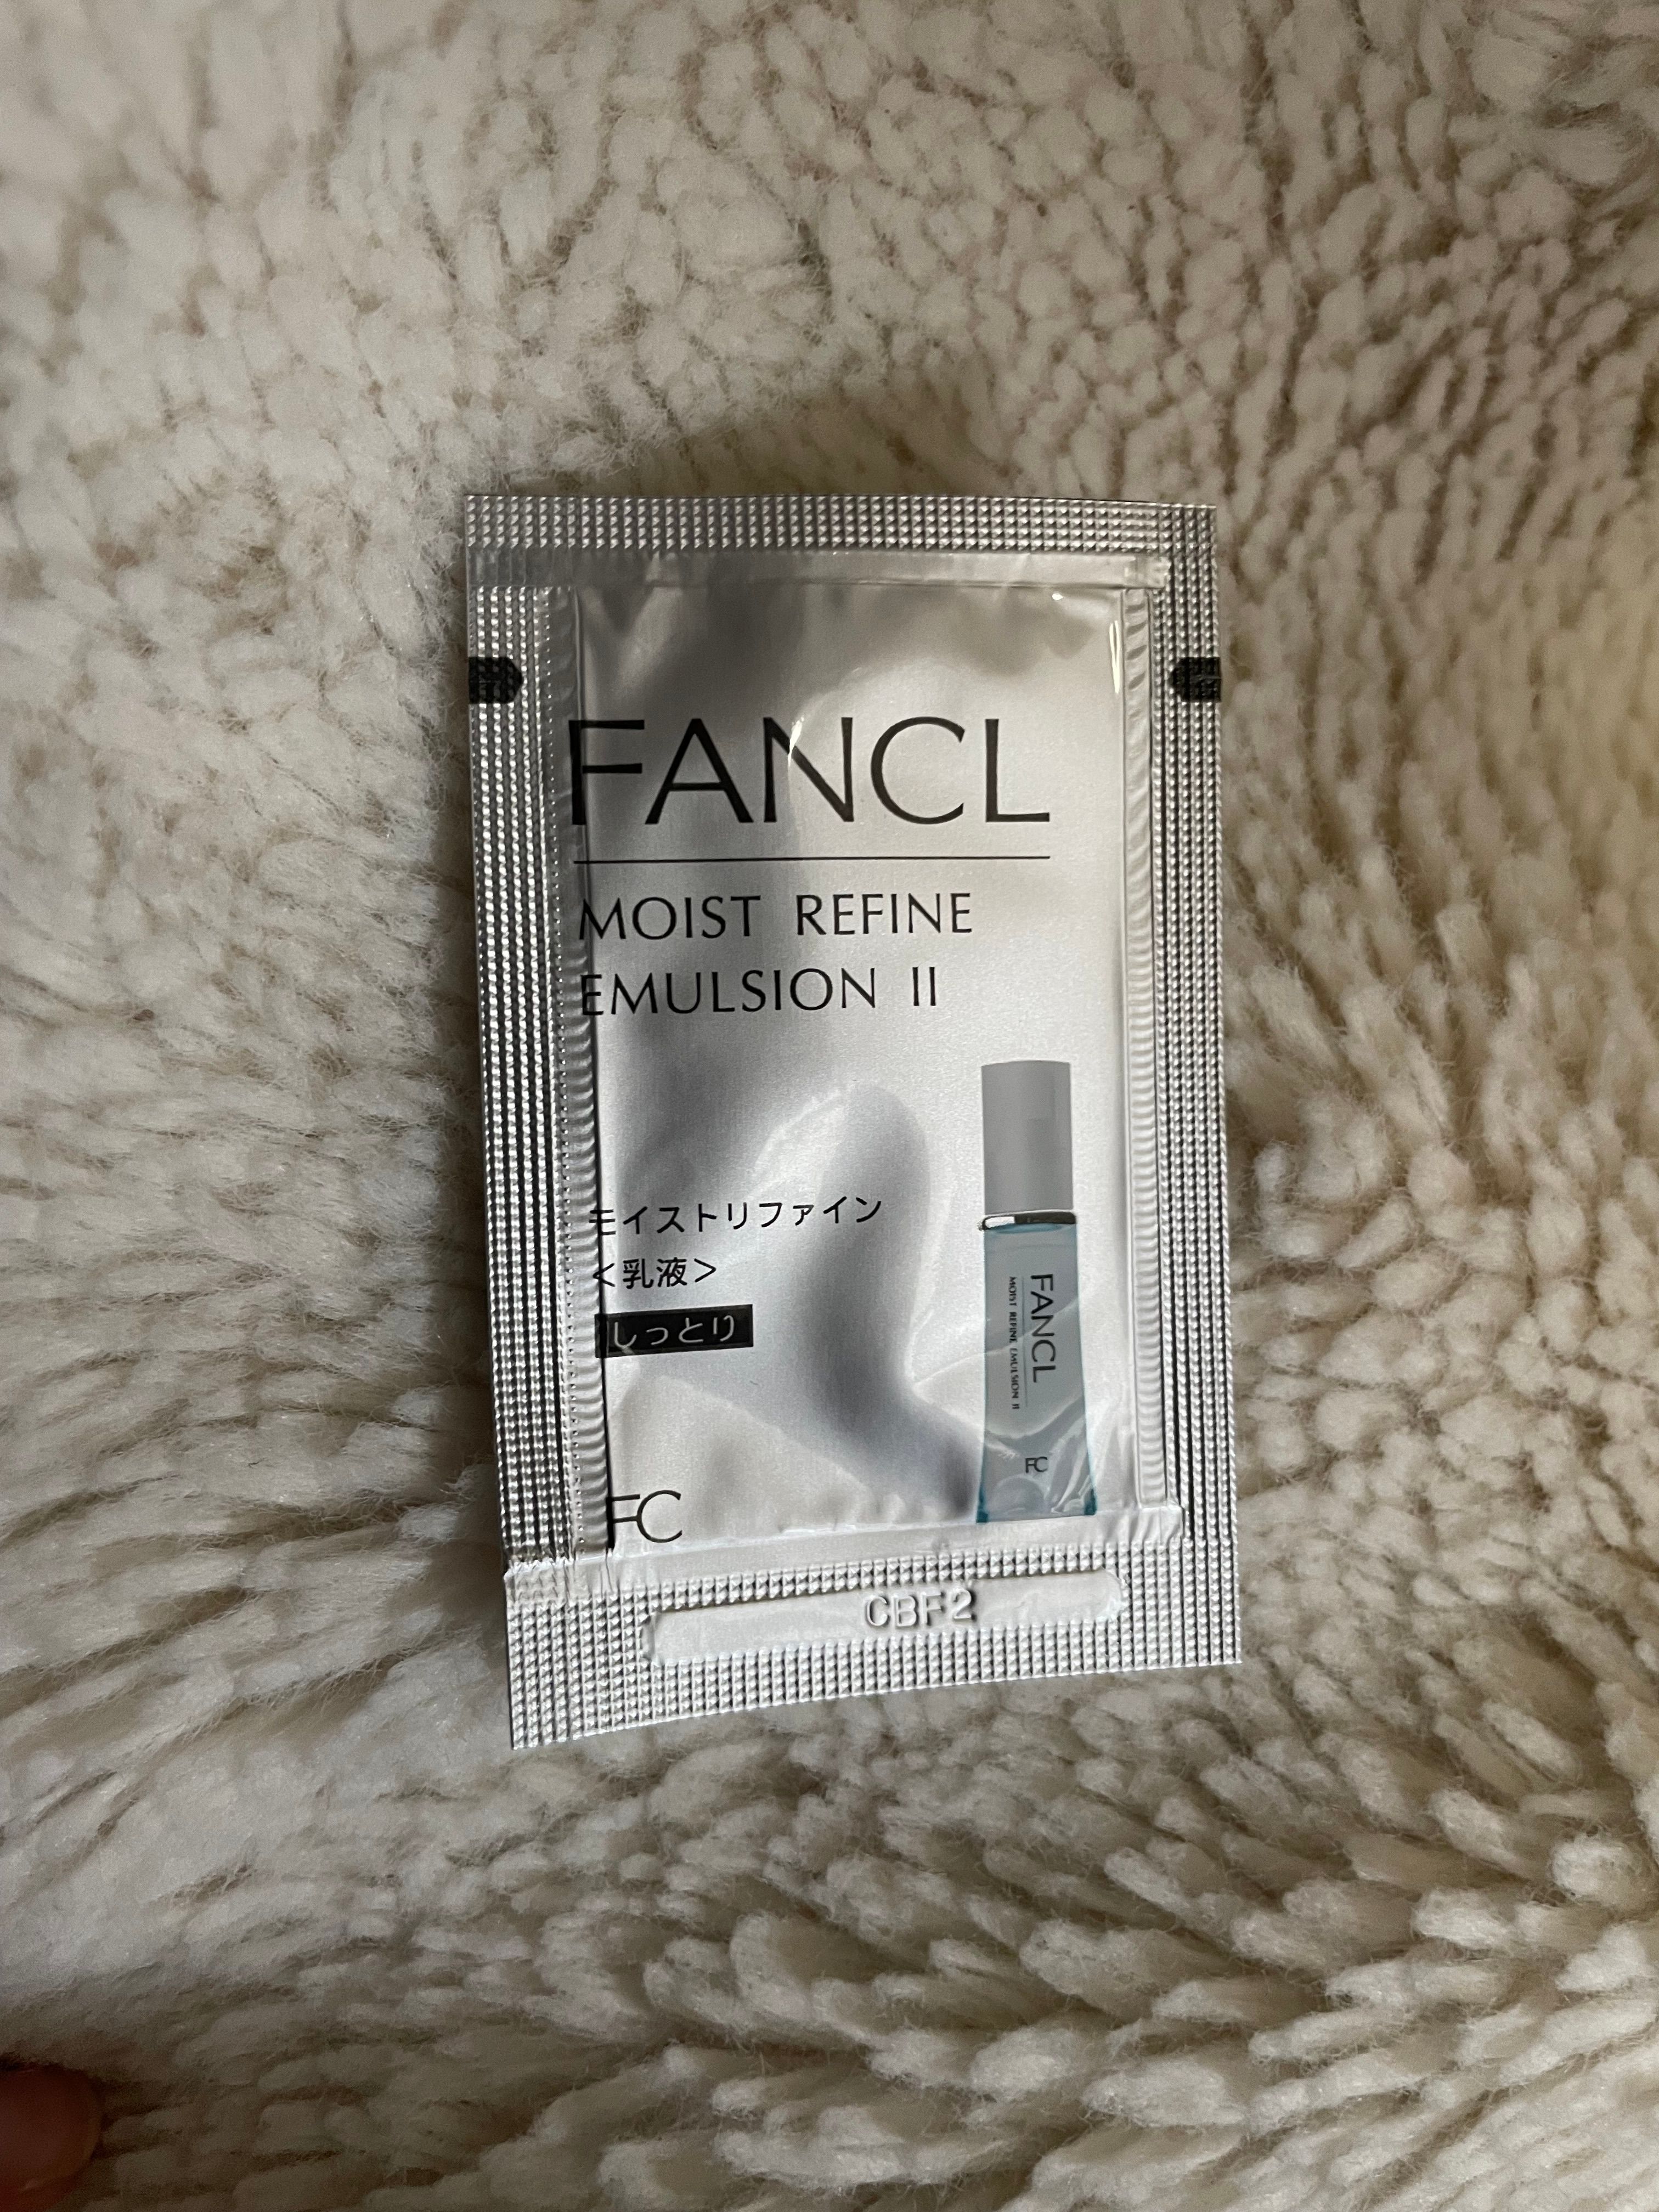 FANCL
MOIST REFINE
EMULSION II
モイストリファイン
<乳液>
しっとり
FANCL
MOIST REFINE EMULSION II
FC
FC
CBF2